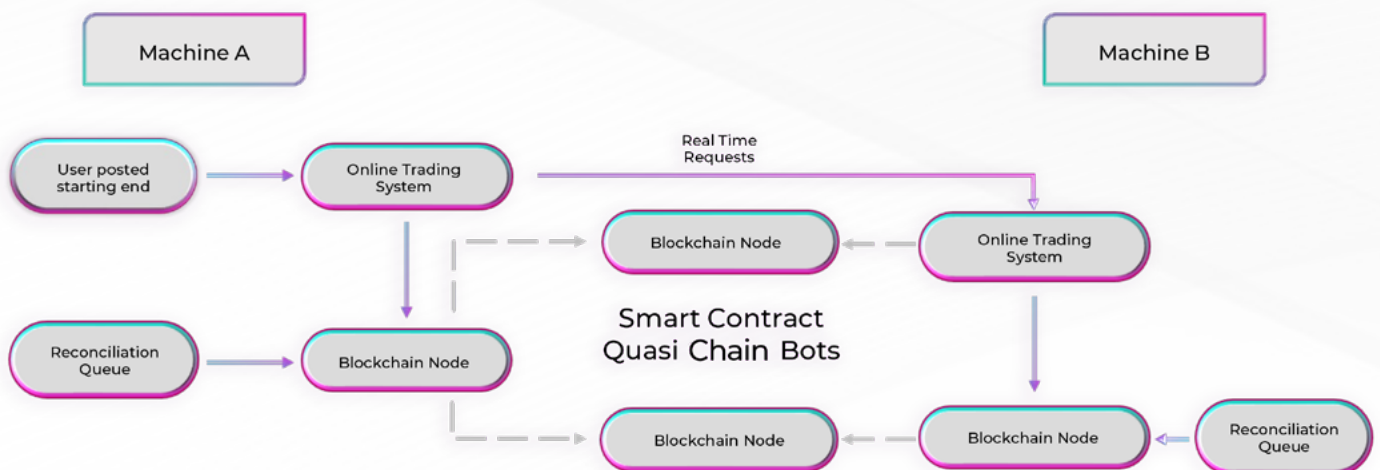 Machine A
Machine B
Real Time
Requests
User posted
starting end
Online Trading
System
Blockchain Node
Online Trading
System
Smart Contract
Quasi Chain Bots
Reconciliation
Queue
Blockchain Node
Blockchain Node
Blockchain Node
Reconciliation
Queue